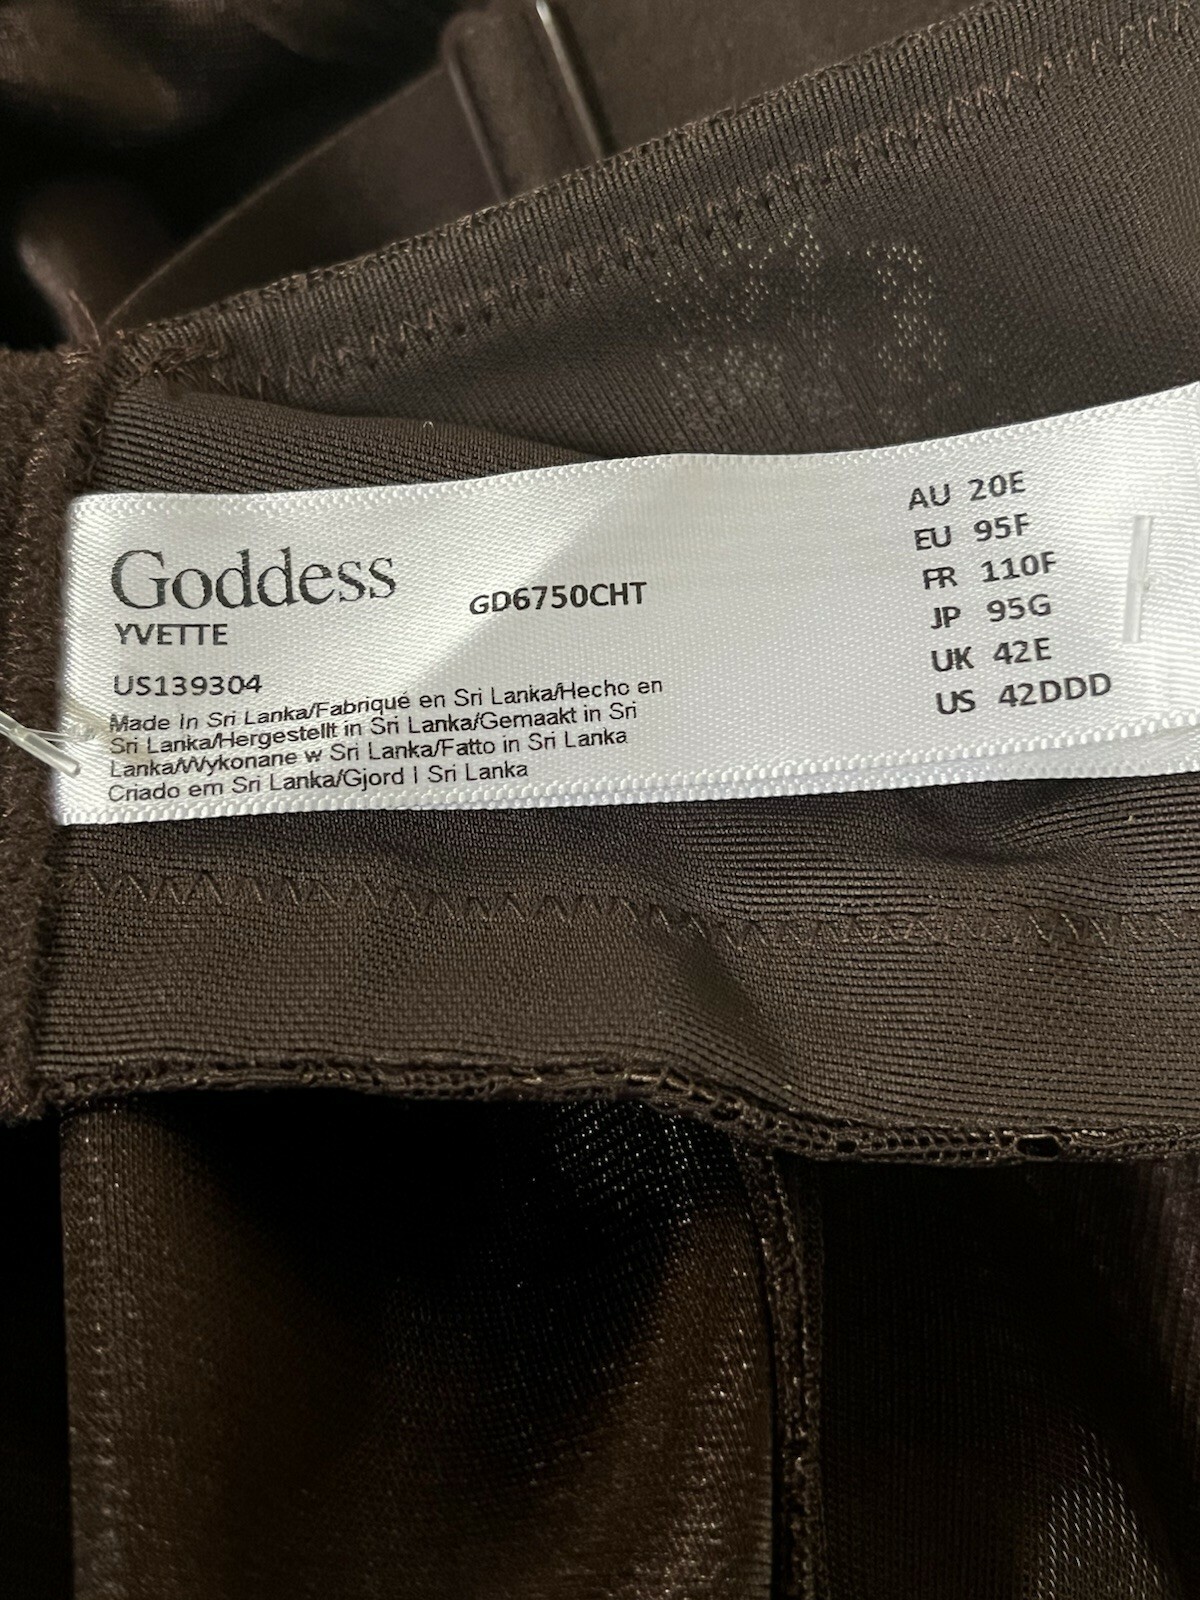 Goddess
YVETTE
GD6750CHT
US139304
Made In Sri Lanka/Fabriqué en Sri Lanka/Hecho en
Sri Lanka/Hergestellt in Sri Lanka/Gemaakt in Sri
Lanka/Wykonane w Sri Lanka/Fatto in Sri Lanka
Criado em Sri Lanka/Gjord I Sri Lanka
AU 20E
EU 95F
FR 110F
JP 95G
UK 42E
US 42DDD